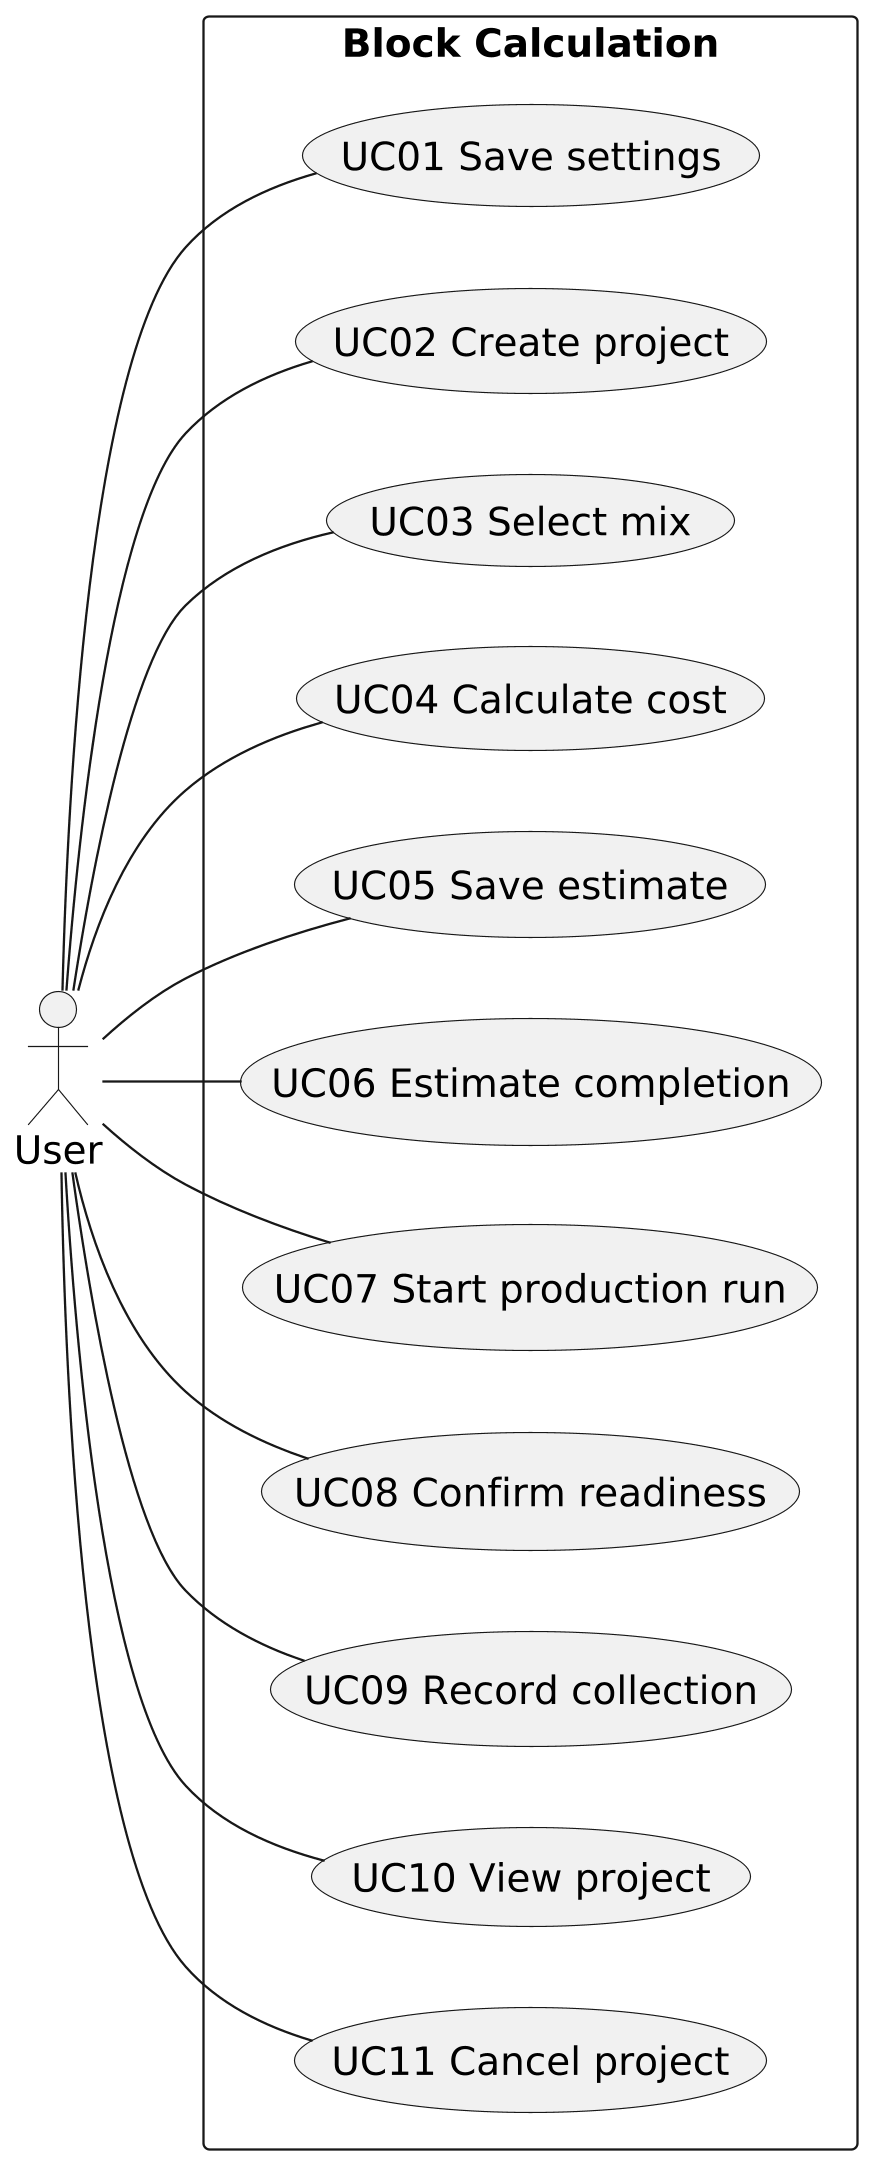 Block Calculation
UC01 Save settings
UC02 Create project
UC03 Select mix
UC04 Calculate cost
UC05 Save estimate
UC06 Estimate completion
User
UC07 Start production run
UC08 Confirm readiness
UC09 Record collection
UC10 View project
UC11 Cancel project